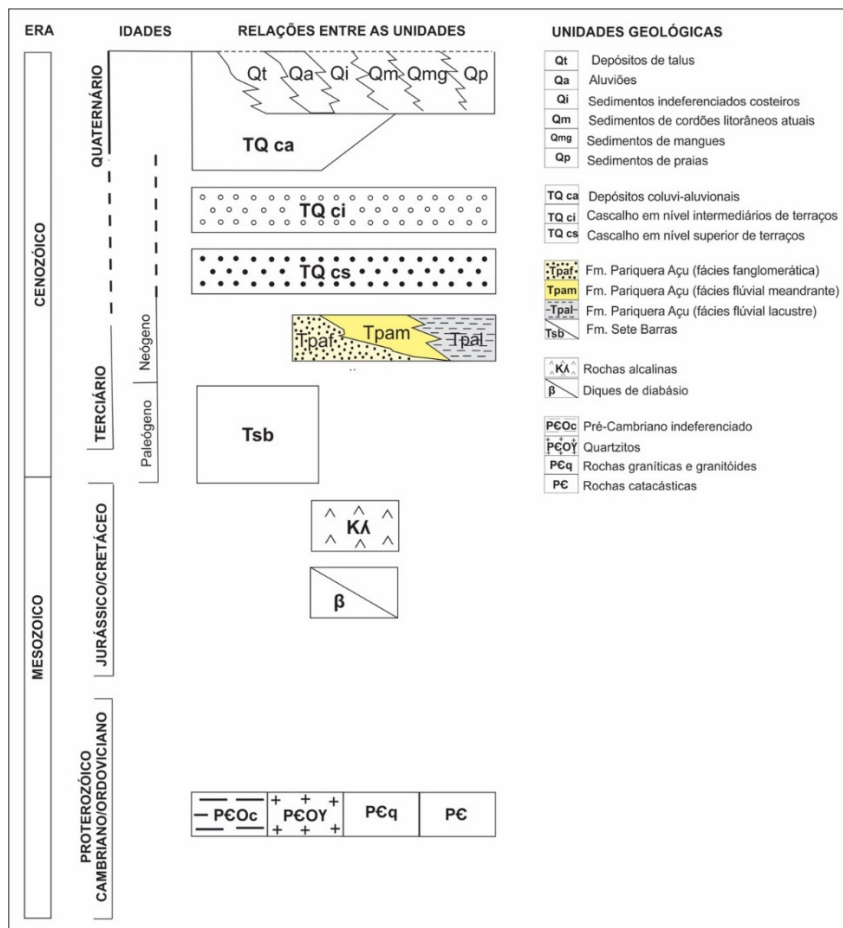 ERA
IDADES
RELAÇÕES ENTRE AS UNIDADES
UNIDADES GEOLÓGICAS
CENOZÓICO
MESOZOICO
QUATERNÁRIO
TERCIÁRIO
Neógeno
Paleógeno
JURÁSSICO/CRETÁCEO
PROTEROZÓICO
CAMBRIANO/ORDOVICIANO
Qt Qa Qi Qm Qmg Qp
TQ ca
TQ ci
TQ cs
Tpaf Tpam Tpal
Tsb
Kʎ
β
PЄOc PЄOY PЄq PЄ
Qt Depósitos de talus
Qa Aluviões
Qi Sedimentos indeferenciados costeiros
Qm Sedimentos de cordões litorâneos atuais
Qmg Sedimentos de mangues
Qp Sedimentos de praias
TQ ca Depósitos coluvi-aluvionais
TQ ci Cascalho em nível intermediários de terraços
TQ cs Cascalho em nível superior de terraços
Tpaf Fm. Pariquera Açu (fácies fanglomerática)
Tpam Fm. Pariquera Açu (fácies flúvial meandrante)
Tpal Fm. Pariquera Açu (fácies flúvial lacustre)
Tsb Fm. Sete Barras
Kʎ Rochas alcalinas
β Diques de diabásio
PЄOc Pré-Cambriano indeferenciado
PЄOY Quartzitos
PЄq Rochas graníticas e granitóides
PЄ Rochas catacásticas